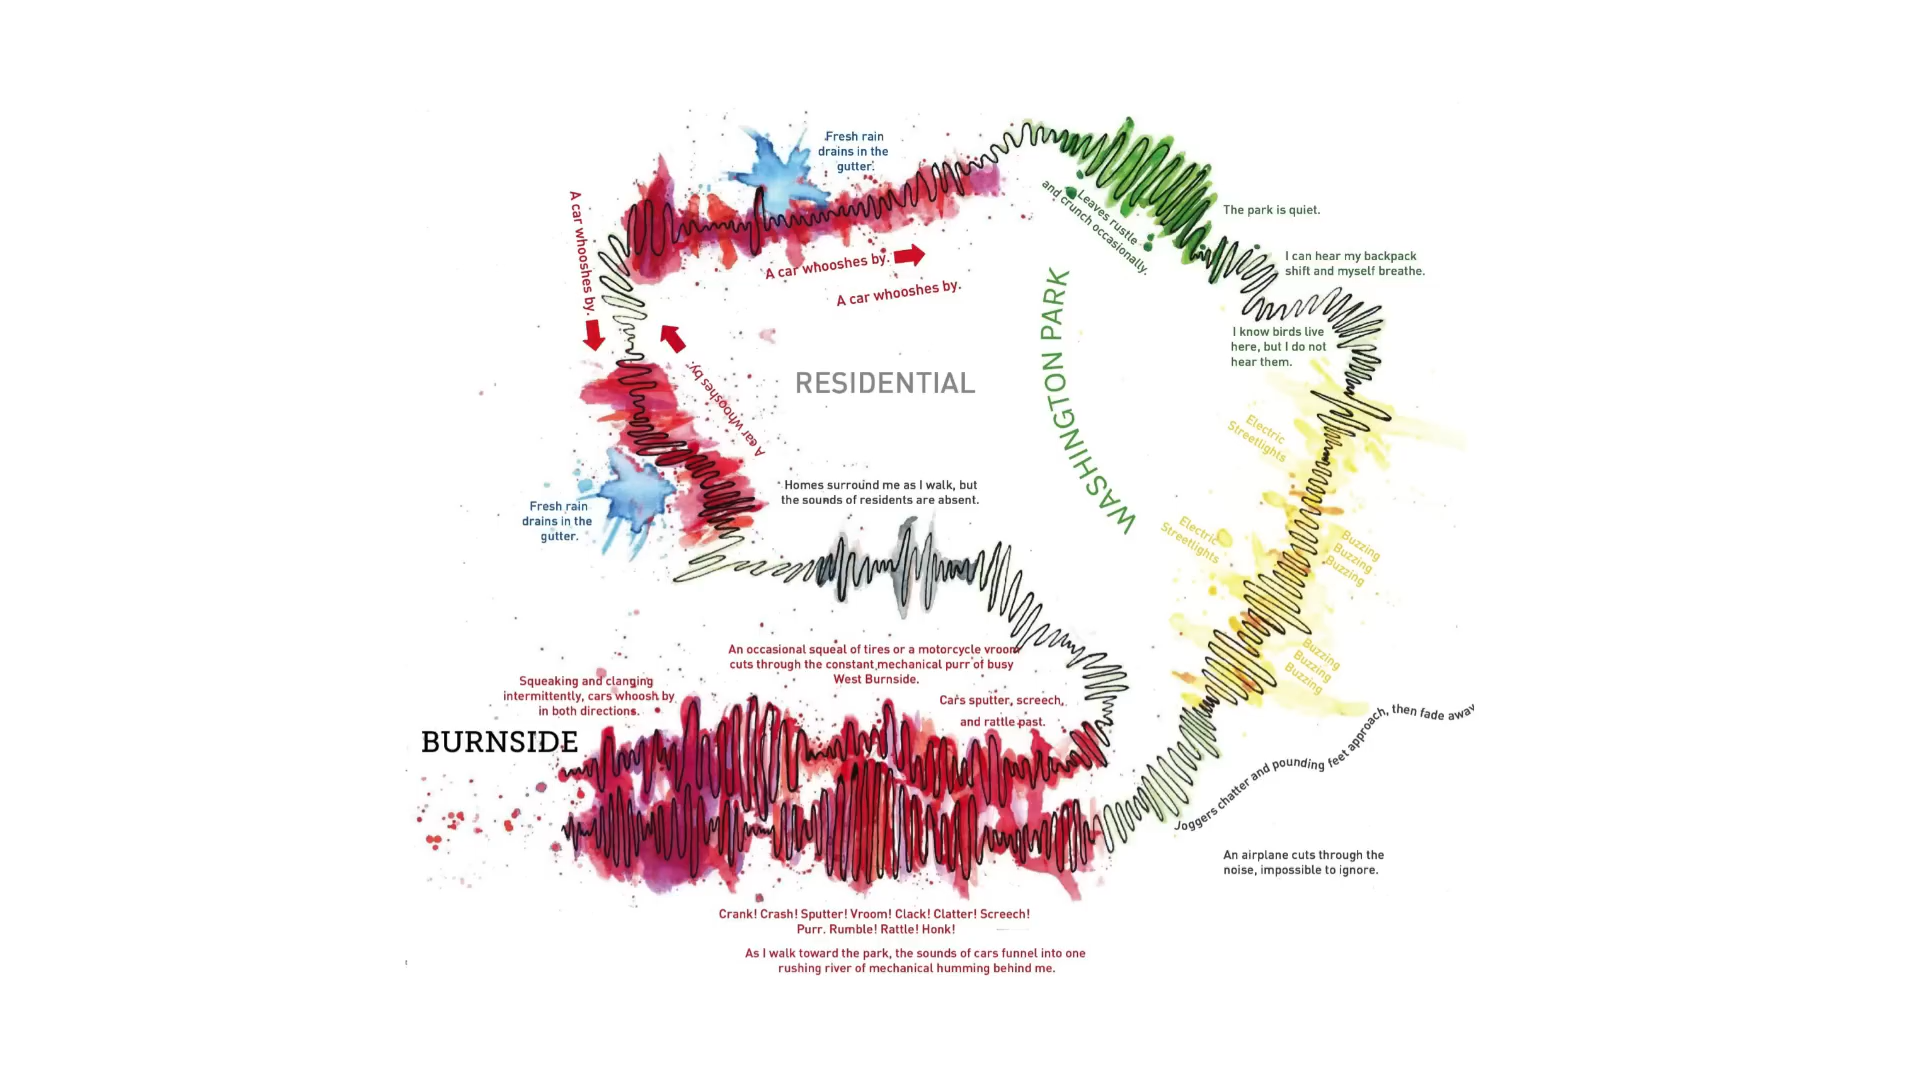 Fresh rain
drains in the
gutter.
A car whooshes by.
A car whooshes by.
A car whooshes by.
A car whooshes by.
Leaves rustle
and crunch occasionally.
The park is quiet.
I can hear my backpack
shift and myself breathe.
I know birds live
here, but I do not
hear them.
WASHINGTON PARK
RESIDENTIAL
Electric
Streetlights
Electric
Streetlights
Buzzing
Buzzing
Buzzing
Buzzing
Buzzing
Buzzing
Homes surround me as I walk, but
the sounds of residents are absent.
Fresh rain
drains in the
gutter.
An occasional squeal of tires or a motorcycle vroom
cuts through the constant mechanical purr of busy
West Burnside.
Squeaking and clanging
intermittently, cars whoosh by
in both directions.
Cars sputter, screech,
and rattle past.
BURNSIDE
Joggers chatter and pounding feet approach, then fade away
An airplane cuts through the
noise, impossible to ignore.
Crank! Crash! Sputter! Vroom! Clack! Clatter! Screech!
Purr. Rumble! Rattle! Honk!
As I walk toward the park, the sounds of cars funnel into one
rushing river of mechanical humming behind me.